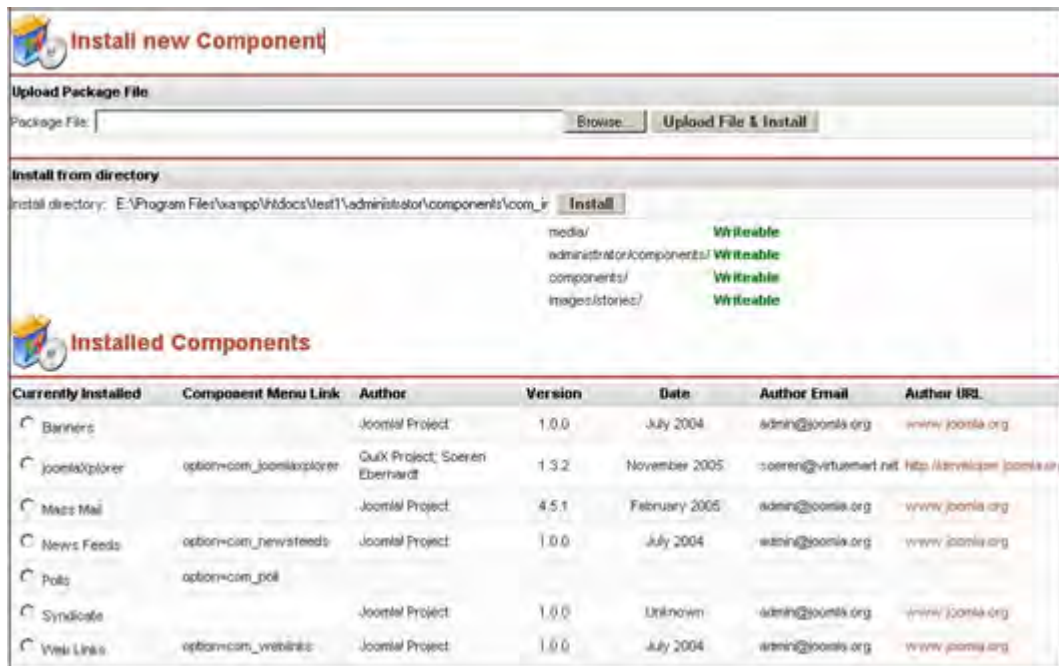 Install new Component
Upload Package File
Package File: Browse... Upload File & Install
Install from directory
Install directory: E:\Program Files\xampp\htdocs\test1\administrator\components\com_i Install
media/ Writeable
administrator/components/ Writeable
components/ Writeable
images/stories/ Writeable
Installed Components
Currently Installed Component Menu Link Author Version Date Author Email Author URL
Banners Joomla! Project 1.0.0 July 2004 admin@joomla.org www.joomla.org
joomlaXplorer option=com_joomlaxplorer QuiX Project; Soeren Eberhardt 1.3.2 November 2005 soeren@virtuemart.net http://developer.joomla.or
Mass Mail Joomla! Project 4.5.1 February 2005 admin@joomla.org www.joomla.org
News Feeds option=com_newsfeeds Joomla! Project 1.0.0 July 2004 admin@joomla.org www.joomla.org
Polls option=com_poll
Syndicate Joomla! Project 1.0.0 Unknown admin@joomla.org www.joomla.org
Web Links option=com_weblinks Joomla! Project 1.0.0 July 2004 admin@joomla.org www.joomla.org